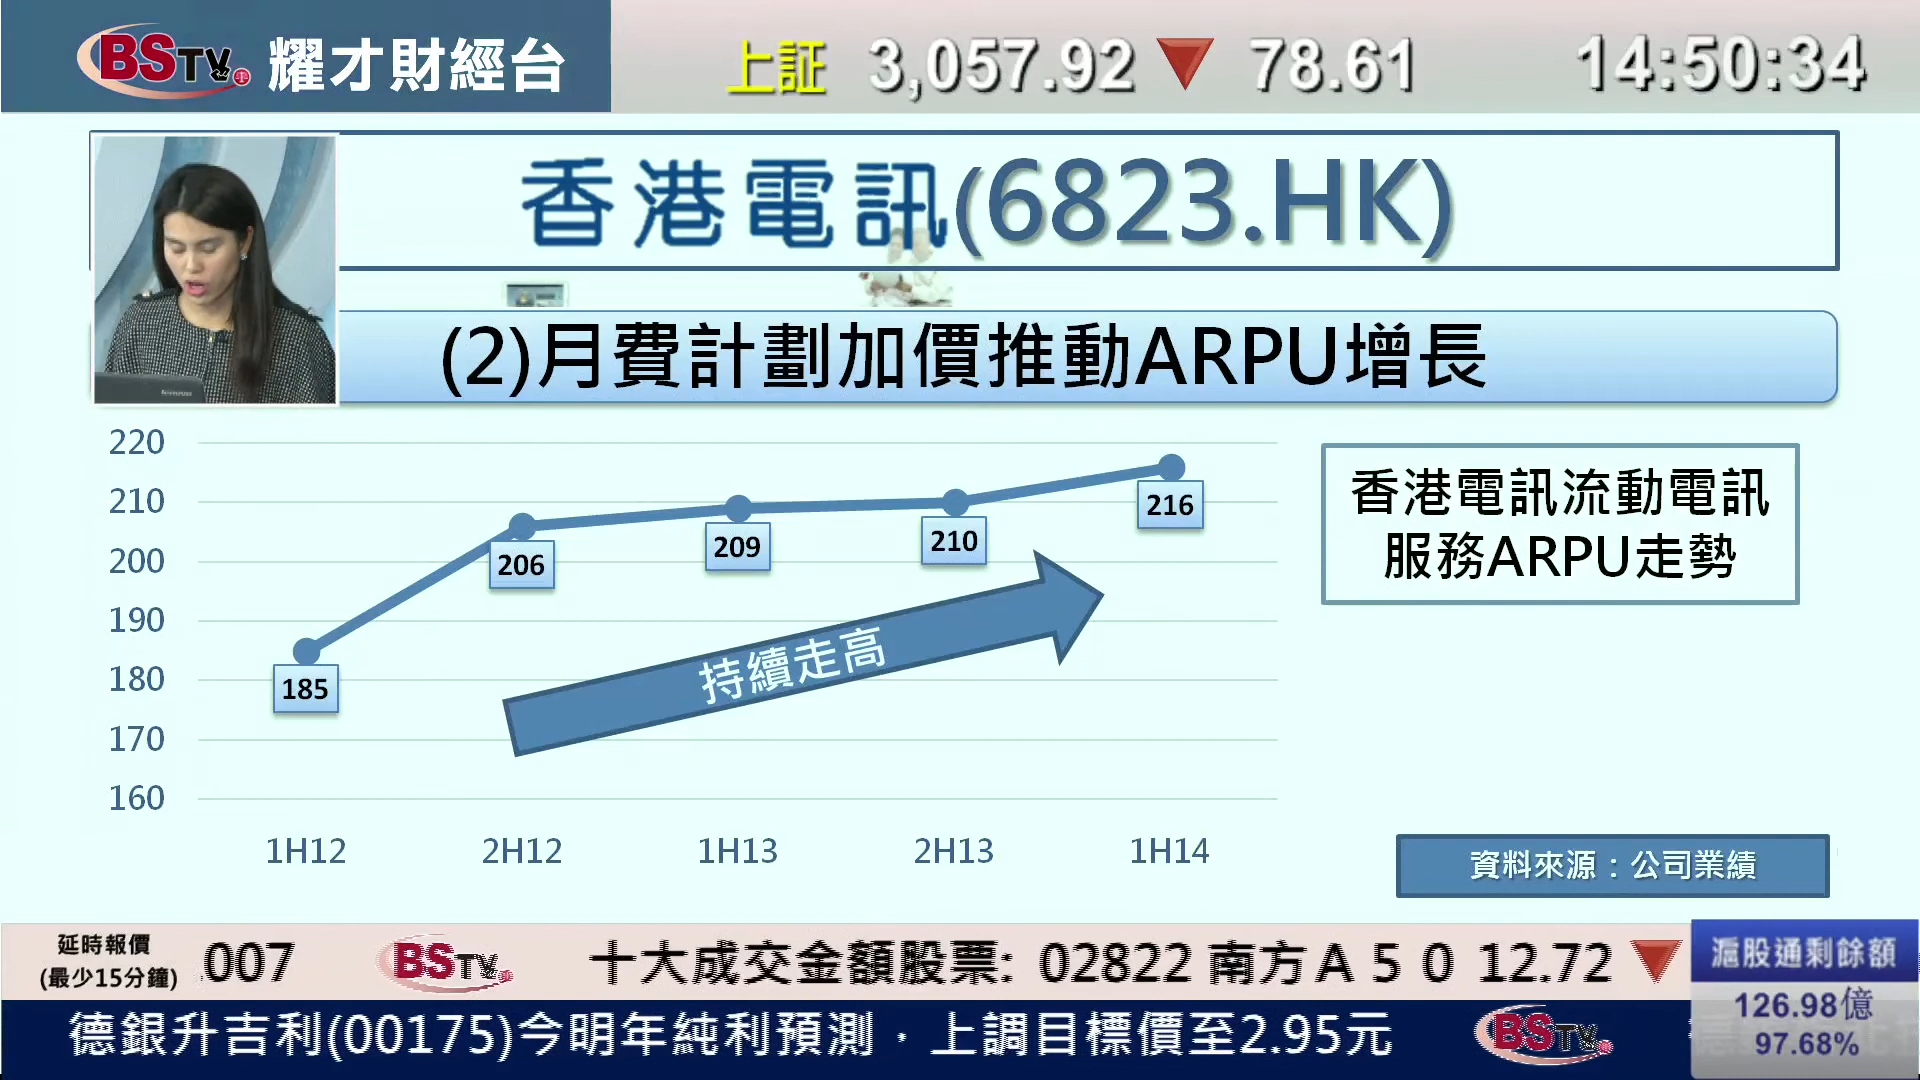 BSTV 耀才財經台
上証 3,057.92 ▼ 78.61 14:50:34
香港電訊(6823.HK)
(2)月費計劃加價推動ARPU增長
220
210
200
190
180
170
160
185
206
209
210
216
持續走高
1H12 2H12 1H13 2H13 1H14
香港電訊流動電訊
服務ARPU走勢
資料來源：公司業績
延時報價
(最少15分鐘)
.007 BSTV 十大成交金額股票: 02822 南方A50 12.72 ▼
滬股通剩餘額
126.98億
97.68%
德銀升吉利(00175)今明年純利預測，上調目標價至2.95元 BSTV